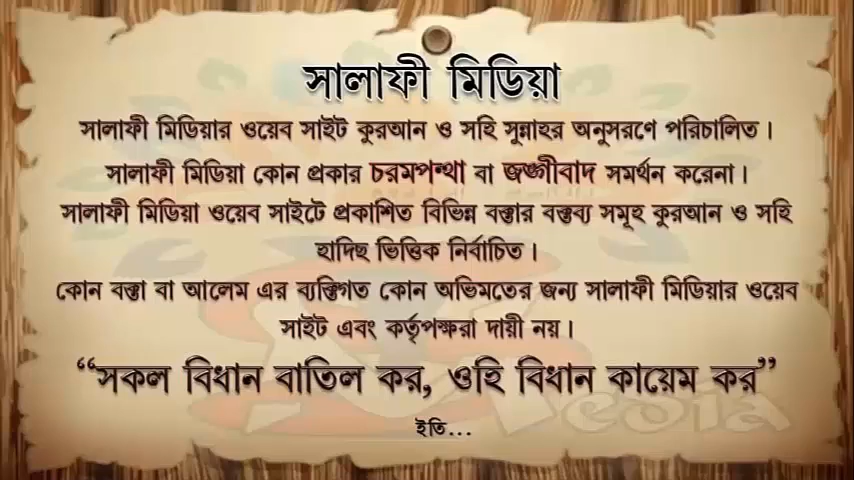 সালাফী মিডিয়া
সালাফী মিডিয়ার ওয়েব সাইট কুরআন ও সহি সুন্নাহর অনুসরণে পরিচালিত।
সালাফী মিডিয়া কোন প্রকার চরমপন্থা বা জঙ্গীবাদ সমর্থন করেনা।
সালাফী মিডিয়া ওয়েব সাইটে প্রকাশিত বিভিন্ন বক্তার বক্তব্য সমূহ কুরআন ও সহি
হাদিছ ভিত্তিক নির্বাচিত।
কোন বক্তা বা আলেম এর ব্যক্তিগত কোন অভিমতের জন্য সালাফী মিডিয়ার ওয়েব
সাইট এবং কর্তৃপক্ষরা দায়ী নয়।
“সকল বিধান বাতিল কর, ওহি বিধান কায়েম কর”
ইতি...